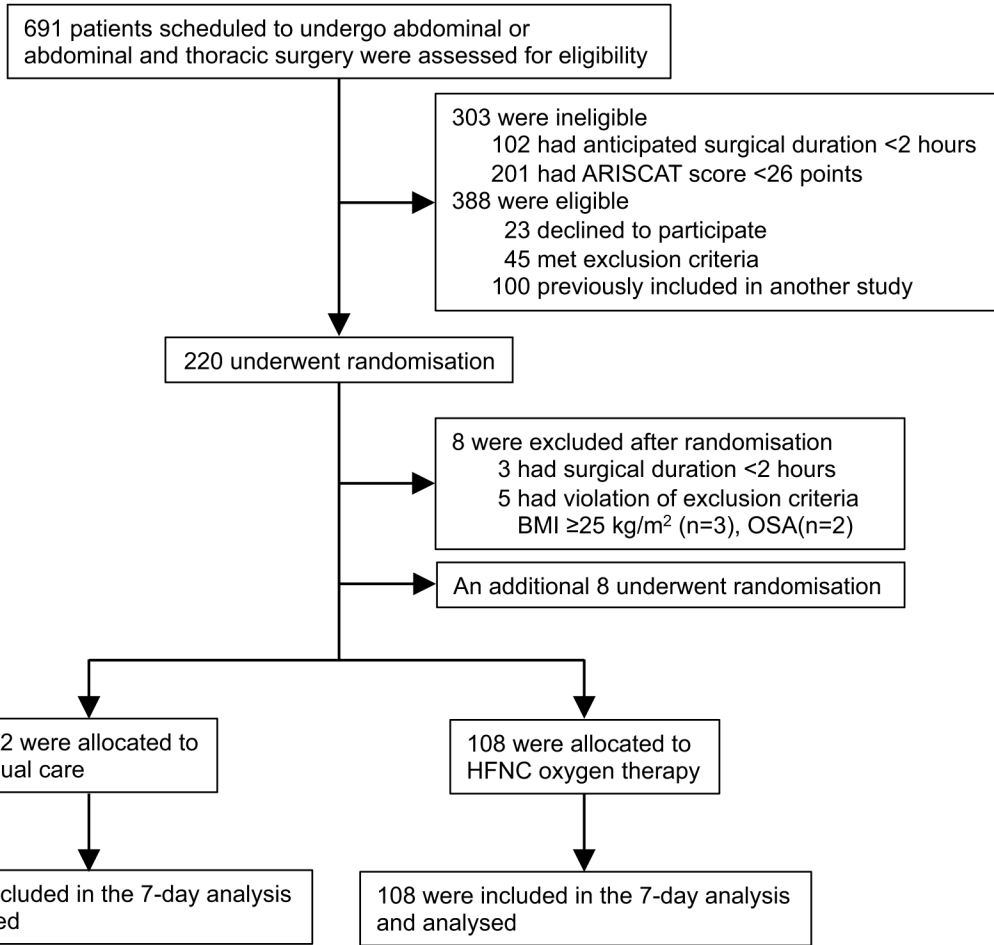 691 patients scheduled to undergo abdominal or
abdominal and thoracic surgery were assessed for eligibility
303 were ineligible
102 had anticipated surgical duration <2 hours
201 had ARISCAT score <26 points
388 were eligible
23 declined to participate
45 met exclusion criteria
100 previously included in another study
220 underwent randomisation
8 were excluded after randomisation
3 had surgical duration <2 hours
5 had violation of exclusion criteria
BMI ≥25 kg/m² (n=3), OSA(n=2)
An additional 8 underwent randomisation
2 were allocated to
care
108 were allocated to
HFNC oxygen therapy
in the 7-day analysis
108 were included in the 7-day analysis
and analysed